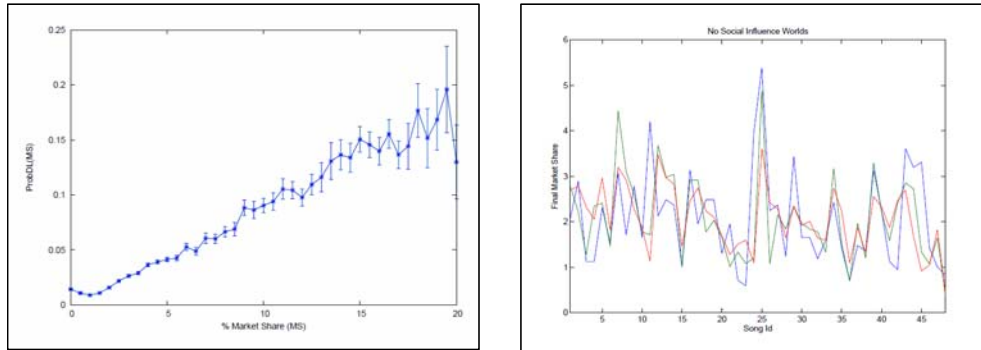 0.25
0.2
0.15
0.1
0.05
0
0 5 10 15 20
ProbDL(MS)
% Market Share (MS)
No Social Influence Worlds
6
5
4
3
2
1
0
5 10 15 20 25 30 35 40 45
Final Market Share
Song Id